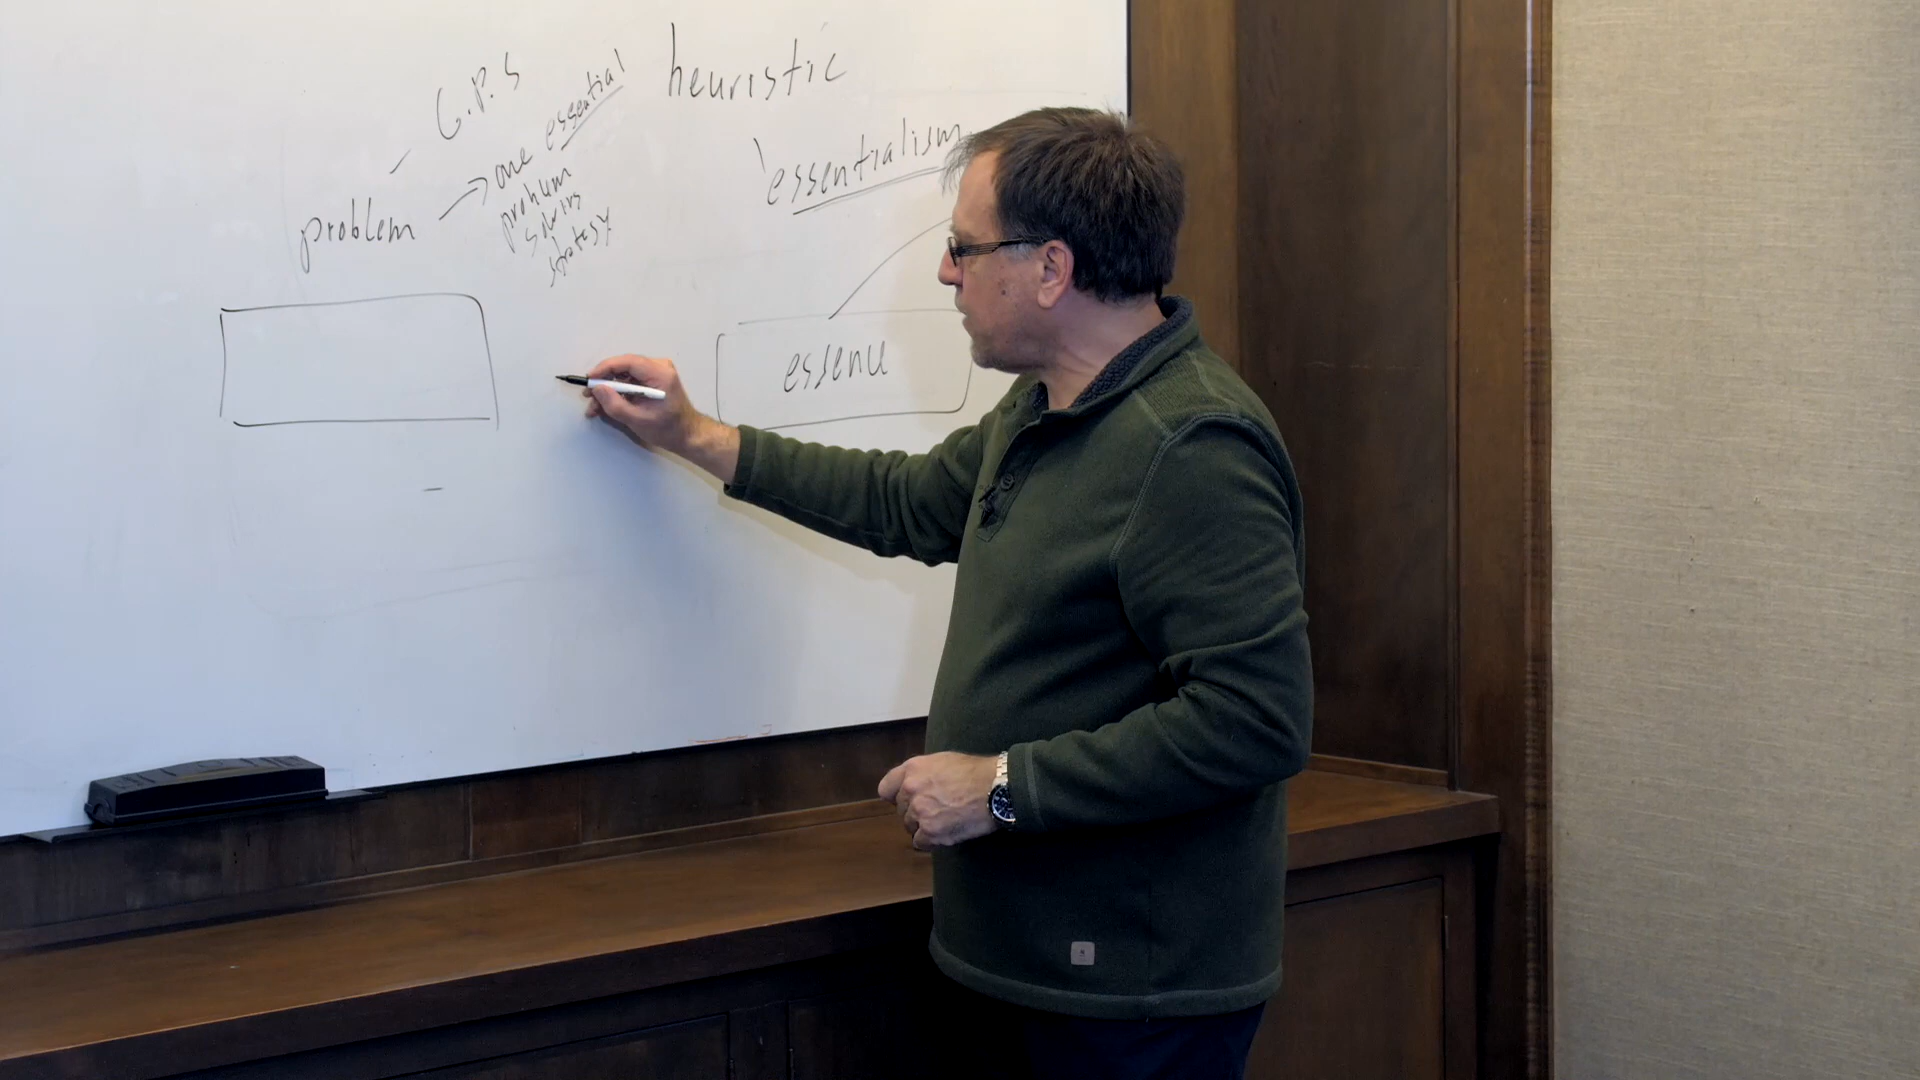 G.P.S
heuristic
problem
one essential
problem
solving
strategy
essentialism
essence